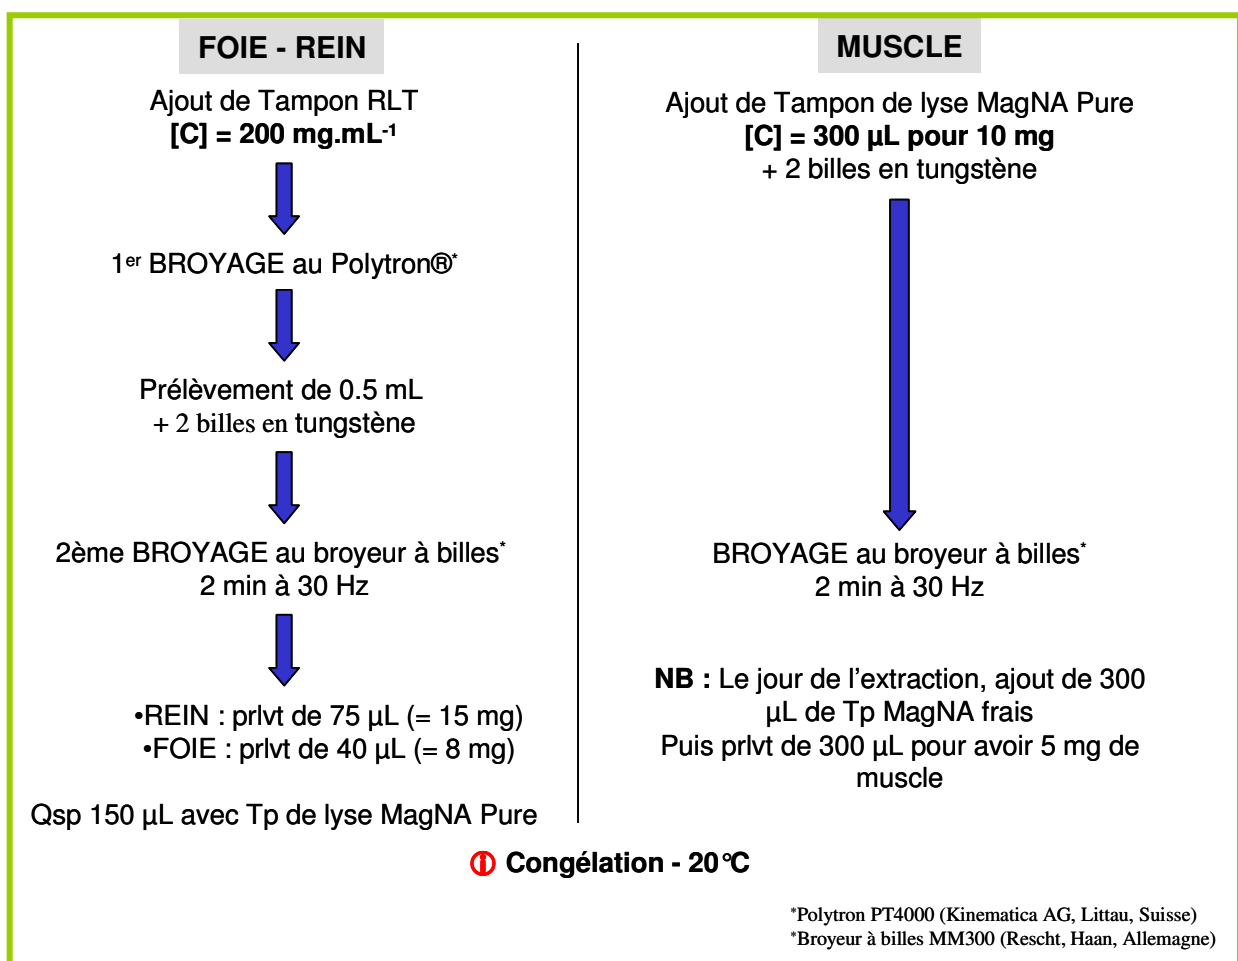 FOIE - REIN
Ajout de Tampon RLT
[C] = 200 mg.mL⁻¹
1er BROYAGE au Polytron®*
Prélèvement de 0.5 mL
+ 2 billes en tungstène
2ème BROYAGE au broyeur à billes*
2 min à 30 Hz
•REIN : prlvt de 75 µL (= 15 mg)
•FOIE : prlvt de 40 µL (= 8 mg)
Qsp 150 µL avec Tp de lyse MagNA Pure
MUSCLE
Ajout de Tampon de lyse MagNA Pure
[C] = 300 µL pour 10 mg
+ 2 billes en tungstène
BROYAGE au broyeur à billes*
2 min à 30 Hz
NB : Le jour de l’extraction, ajout de 300
µL de Tp MagNA frais
Puis prlvt de 300 µL pour avoir 5 mg de
muscle
Congélation - 20°C
*Polytron PT4000 (Kinematica AG, Littau, Suisse)
*Broyeur à billes MM300 (Rescht, Haan, Allemagne)